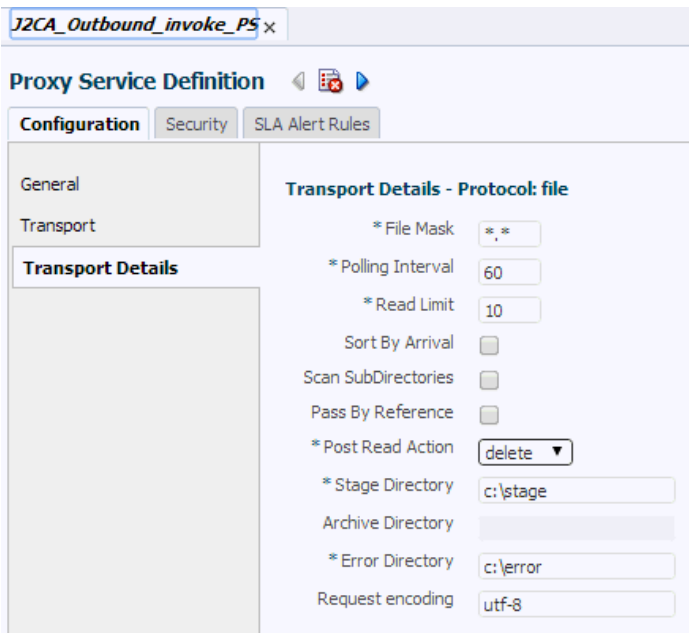 J2CA_Outbound_invoke_PS x
Proxy Service Definition
Configuration Security SLA Alert Rules
General
Transport
Transport Details
Transport Details - Protocol: file
* File Mask *.*
* Polling Interval 60
* Read Limit 10
Sort By Arrival
Scan SubDirectories
Pass By Reference
* Post Read Action delete
* Stage Directory c:\stage
Archive Directory
* Error Directory c:\error
Request encoding utf-8